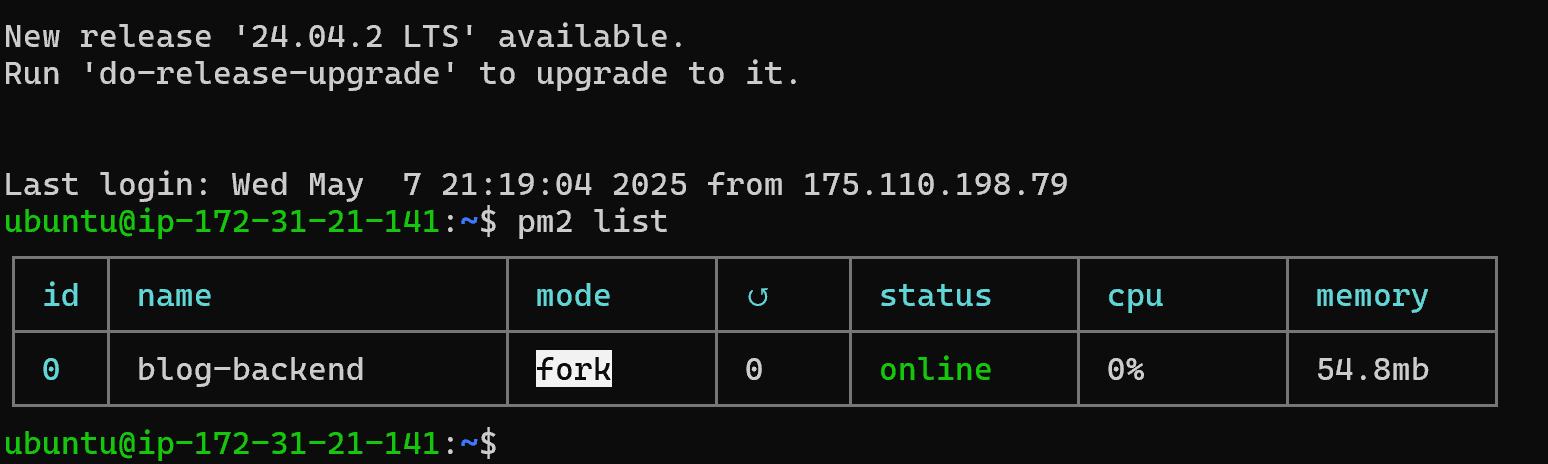 New release '24.04.2 LTS' available.
Run 'do-release-upgrade' to upgrade to it.
Last login: Wed May  7 21:19:04 2025 from 175.110.198.79
ubuntu@ip-172-31-21-141:~$ pm2 list
id name mode ↺ status cpu memory
0 blog-backend fork 0 online 0% 54.8mb
ubuntu@ip-172-31-21-141:~$